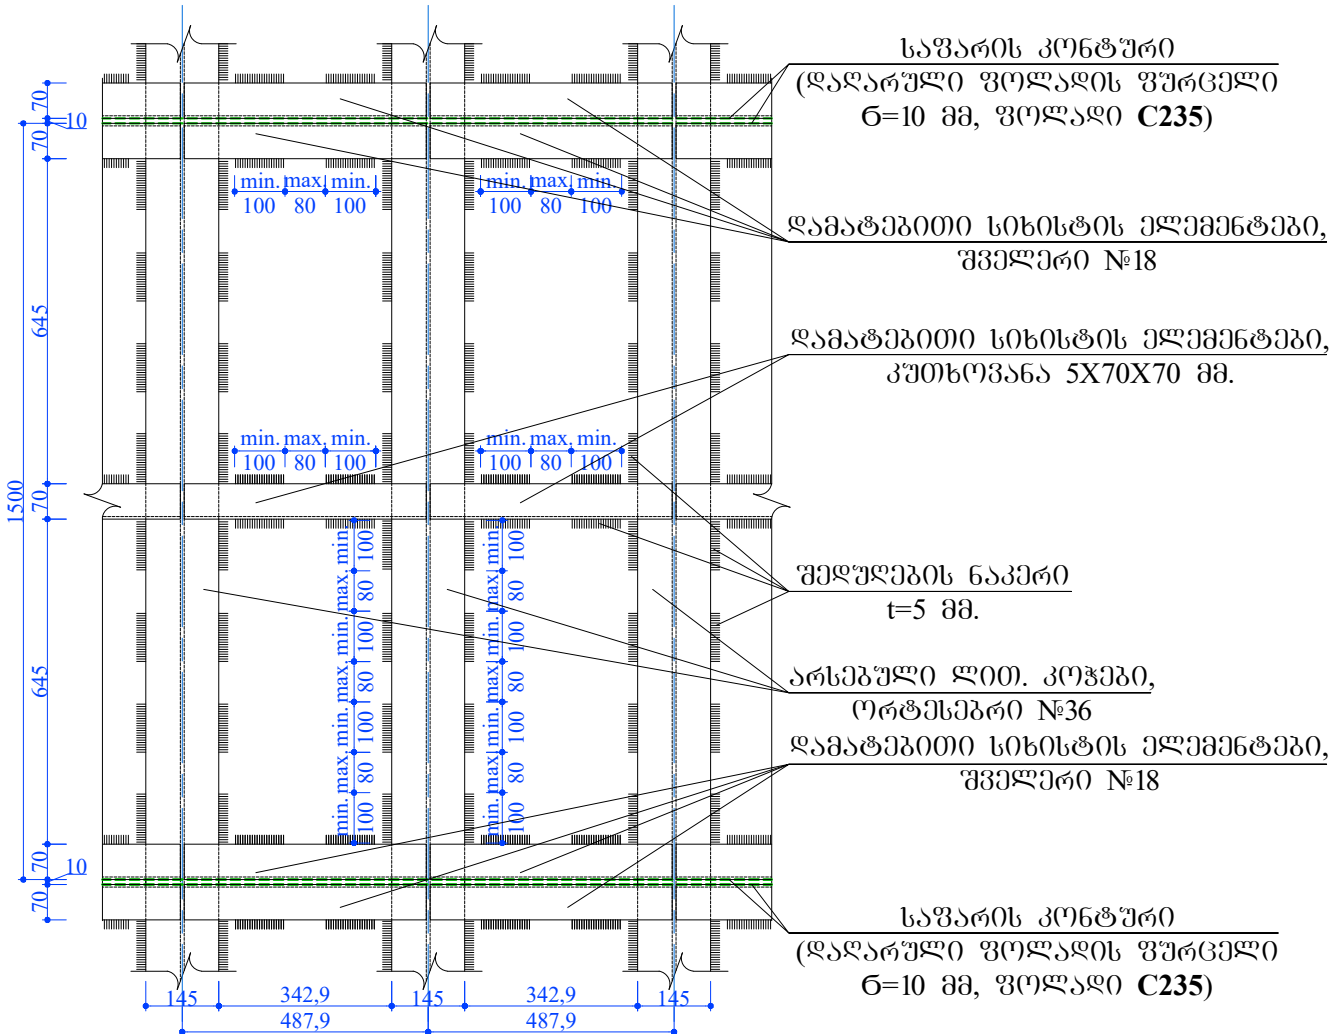 საფარის კონტური
(დაღარული ფოლადის ფურცელი
б=10 მმ, ფოლადი C235)
დამატებითი სიხისტის ელემენტები,
შველერი №18
დამატებითი სიხისტის ელემენტები,
კუთხოვანა 5X70X70 მმ.
შედუღების ნაკერი
t=5 მმ.
არსებული ლით. კოჭები,
ორტესებრი №36
დამატებითი სიხისტის ელემენტები,
შველერი №18
საფარის კონტური
(დაღარული ფოლადის ფურცელი
б=10 მმ, ფოლადი C235)
70
10
70
645
70
1500
645
70
10
70
min. max. min.
100 80 100
min. max. min.
100 80 100
min. max. min.
100 80 100
min. max. min.
100 80 100
min. max. min. max. min. max. min.
100 80 100 80 100 80 100
min. max. min. max. min. max. min.
100 80 100 80 100 80 100
145 342,9 145 342,9 145
487,9 487,9